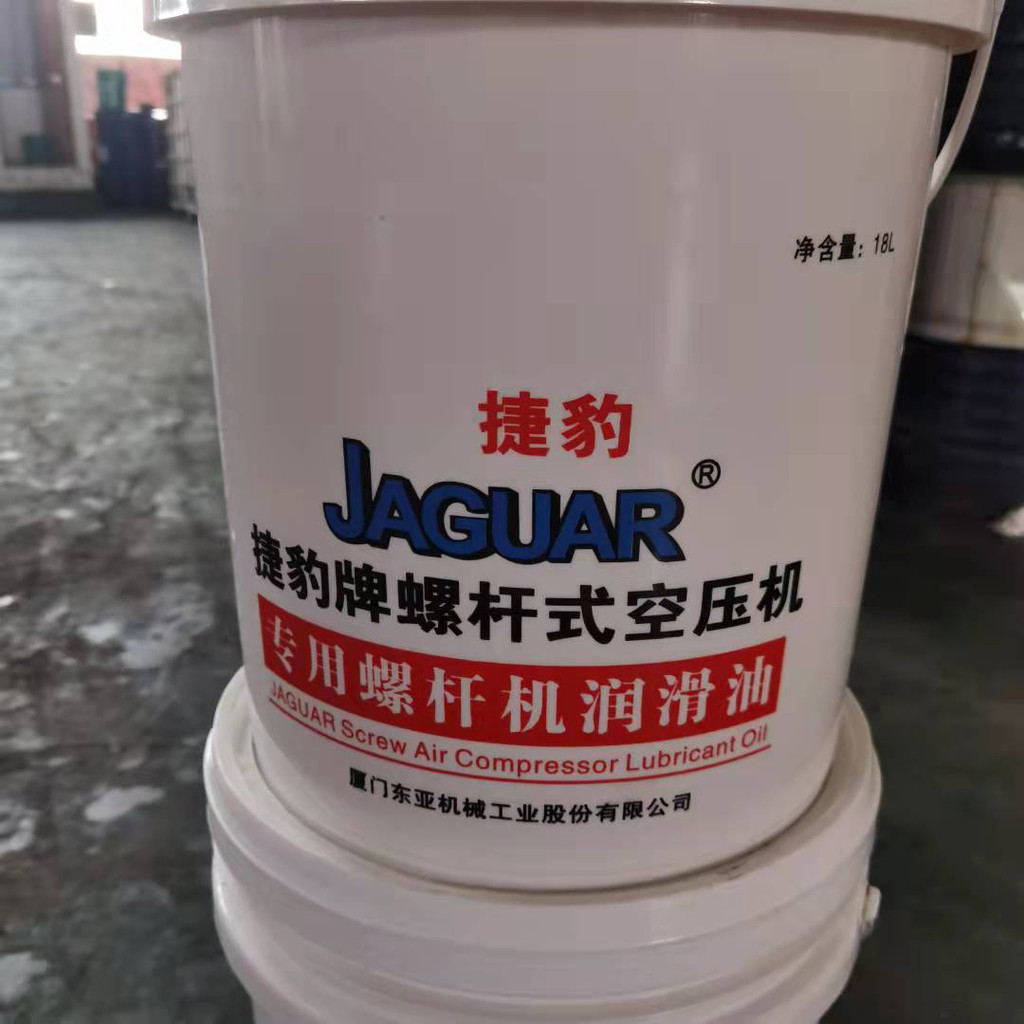 净含量：18L
捷豹
JAGUAR®
捷豹牌螺杆式空压机
专用螺杆机润滑油
JAGUAR Screw Air Compressor Lubricant Oil
厦门东亚机械工业股份有限公司